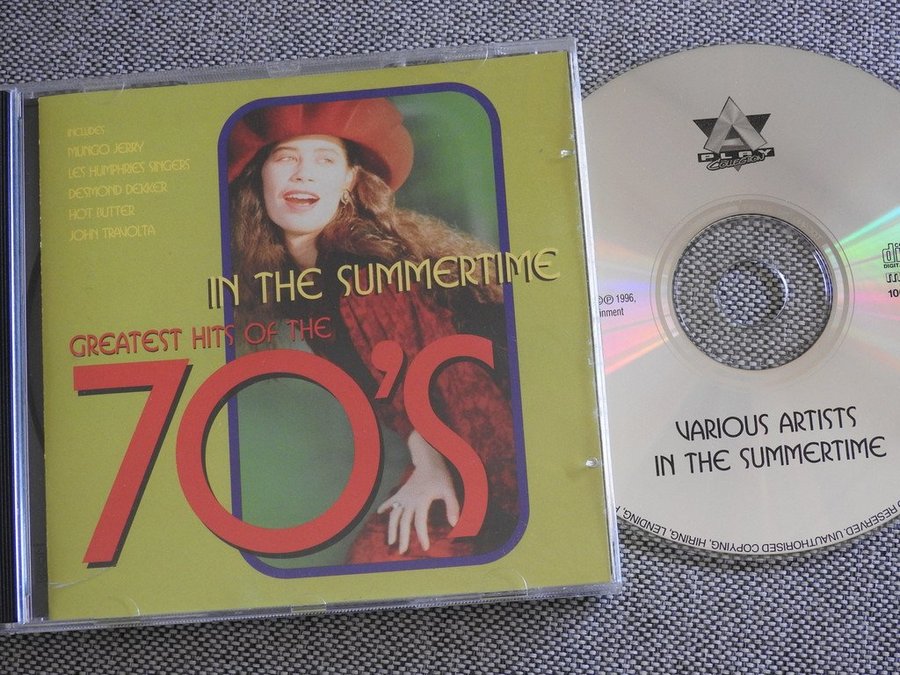 INCLUDES
MUNGO JERRY
LES HUMPHRIES SINGERS
DESMOND DEKKER
HOT BUTTER
JOHN TRAVOLTA
IN THE SUMMERTIME
GREATEST HITS OF THE
70'S
A
PLAY
COLLECTION
℗ 1996,
VARIOUS ARTISTS
IN THE SUMMERTIME
RESERVED. UNAUTHORISED COPYING, HIRING, LENDING,